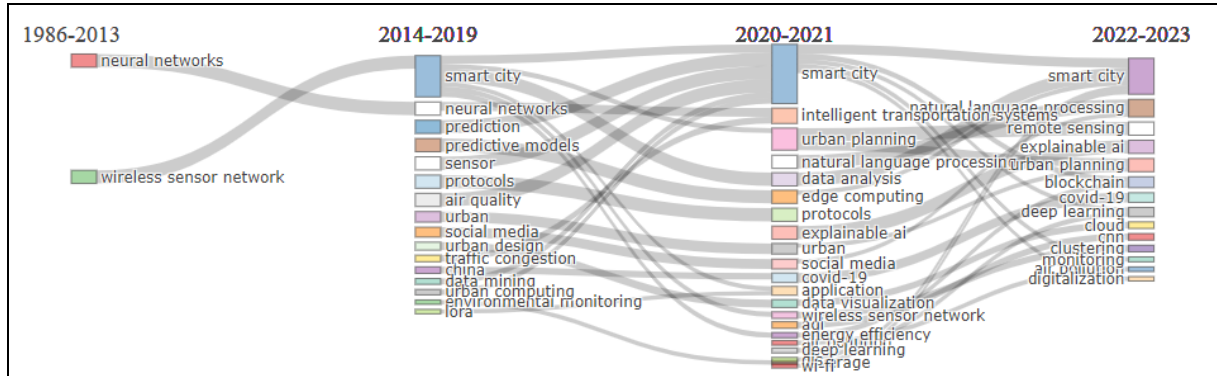 1986-2013
neural networks
wireless sensor network
2014-2019
smart city
neural networks
prediction
predictive models
sensor
protocols
air quality
urban
social media
urban design
traffic congestion
china
data mining
urban computing
environmental monitoring
lora
2020-2021
smart city
intelligent transportation systems
urban planning
natural language processing
data analysis
edge computing
protocols
explainable ai
urban
social media
covid-19
application
data visualization
wireless sensor network
energy efficiency
deep learning
wi-fi
2022-2023
smart city
natural language processing
remote sensing
explainable ai
urban planning
blockchain
covid-19
deep learning
cloud
cnn
clustering
monitoring
air pollution
digitalization